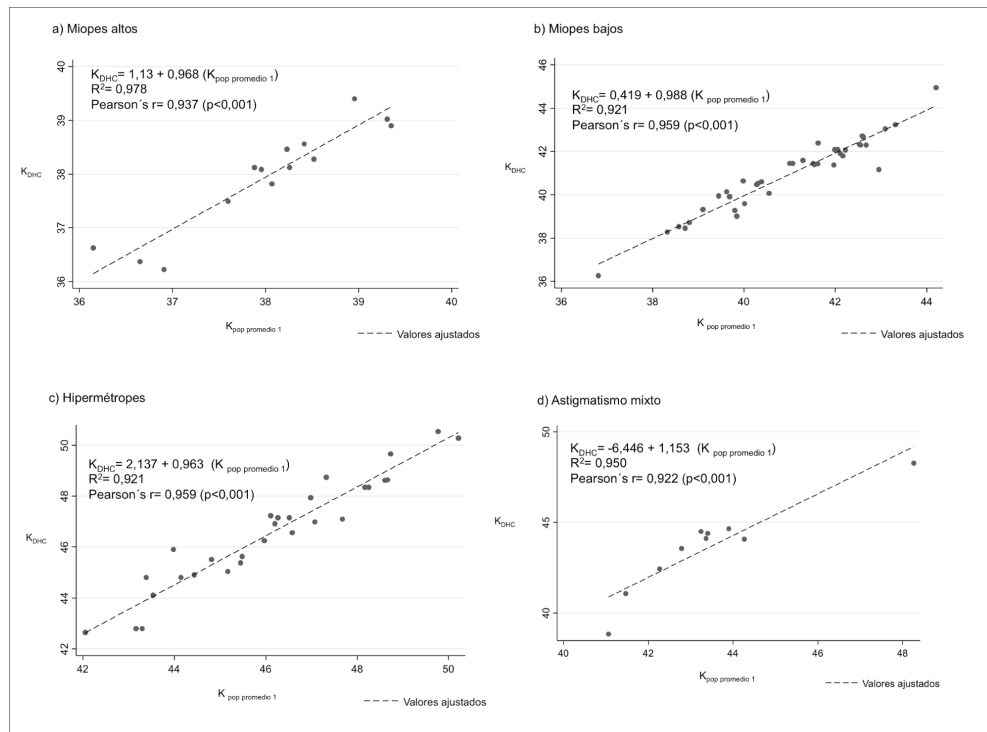 a) Miopes altos
K_DHC= 1,13 + 0,968 (K_pop promedio 1)
R²= 0,978
Pearson´s r= 0,937 (p<0,001)
40
39
38
37
36
K_DHC
36 37 38 39 40
K_pop promedio 1
Valores ajustados
b) Miopes bajos
K_DHC= 0,419 + 0,988 (K_pop promedio 1)
R²= 0,921
Pearson´s r= 0,959 (p<0,001)
46
44
42
40
38
36
K_DHC
36 38 40 42 44
K_pop promedio 1
Valores ajustados
c) Hipermétropes
K_DHC= 2,137 + 0,963 (K_pop promedio 1)
R²= 0,921
Pearson´s r= 0,959 (p<0,001)
50
48
46
44
42
K_DHC
42 44 46 48 50
K_pop promedio 1
Valores ajustados
d) Astigmatismo mixto
K_DHC= -6,446 + 1,153 (K_pop promedio 1)
R²= 0,950
Pearson´s r= 0,922 (p<0,001)
50
45
40
K_DHC
40 42 44 46 48
K_pop promedio 1
Valores ajustados